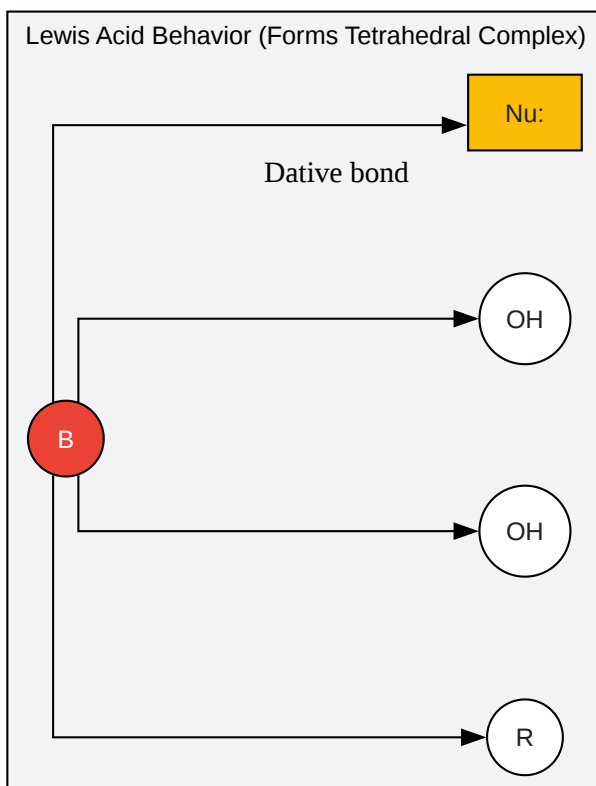 Lewis Acid Behavior (Forms Tetrahedral Complex)
Nu:
Dative bond
OH
B
OH
R